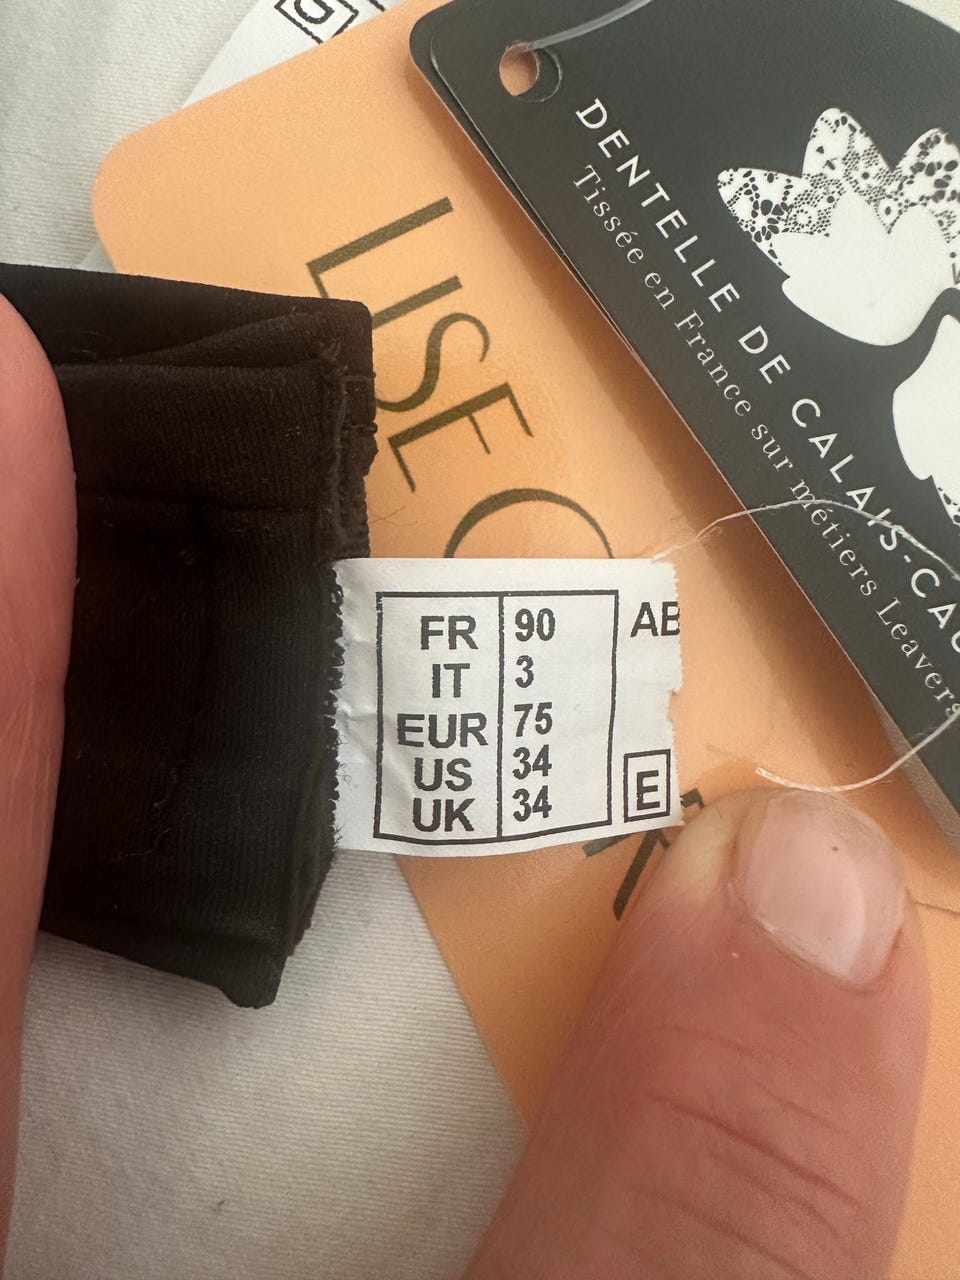 LISE C
DENTELLE DE CALAIS-CAU
Tissée en France sur métiers Leavers
FR 90 AB
IT 3
EUR 75
US 34
UK 34 E